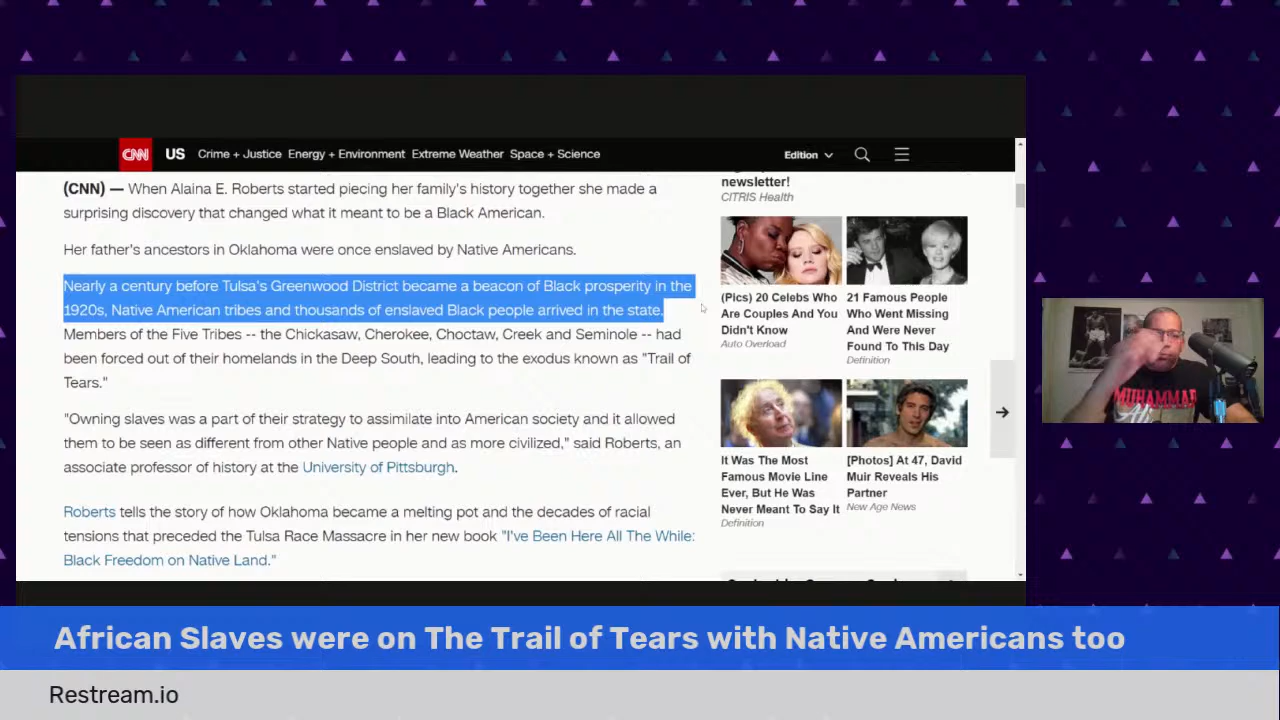 CNN US Crime + Justice Energy + Environment Extreme Weather Space + Science Edition
(CNN) — When Alaina E. Roberts started piecing her family's history together she made a
surprising discovery that changed what it meant to be a Black American.
Her father's ancestors in Oklahoma were once enslaved by Native Americans.
Nearly a century before Tulsa's Greenwood District became a beacon of Black prosperity in the
1920s, Native American tribes and thousands of enslaved Black people arrived in the state.
Members of the Five Tribes -- the Chickasaw, Cherokee, Choctaw, Creek and Seminole -- had
been forced out of their homelands in the Deep South, leading to the exodus known as "Trail of
Tears."
"Owning slaves was a part of their strategy to assimilate into American society and it allowed
them to be seen as different from other Native people and as more civilized," said Roberts, an
associate professor of history at the University of Pittsburgh.
Roberts tells the story of how Oklahoma became a melting pot and the decades of racial
tensions that preceded the Tulsa Race Massacre in her new book "I've Been Here All The While:
Black Freedom on Native Land."
newsletter!
CITRIS Health
(Pics) 20 Celebs Who
Are Couples And You
Didn't Know
Auto Overload
21 Famous People
Who Went Missing
And Were Never
Found To This Day
Definition
It Was The Most
Famous Movie Line
Ever, But He Was
Never Meant To Say It
Definition
[Photos] At 47, David
Muir Reveals His
Partner
New Age News
MUHAMMAD
Ali
African Slaves were on The Trail of Tears with Native Americans too
Restream.io